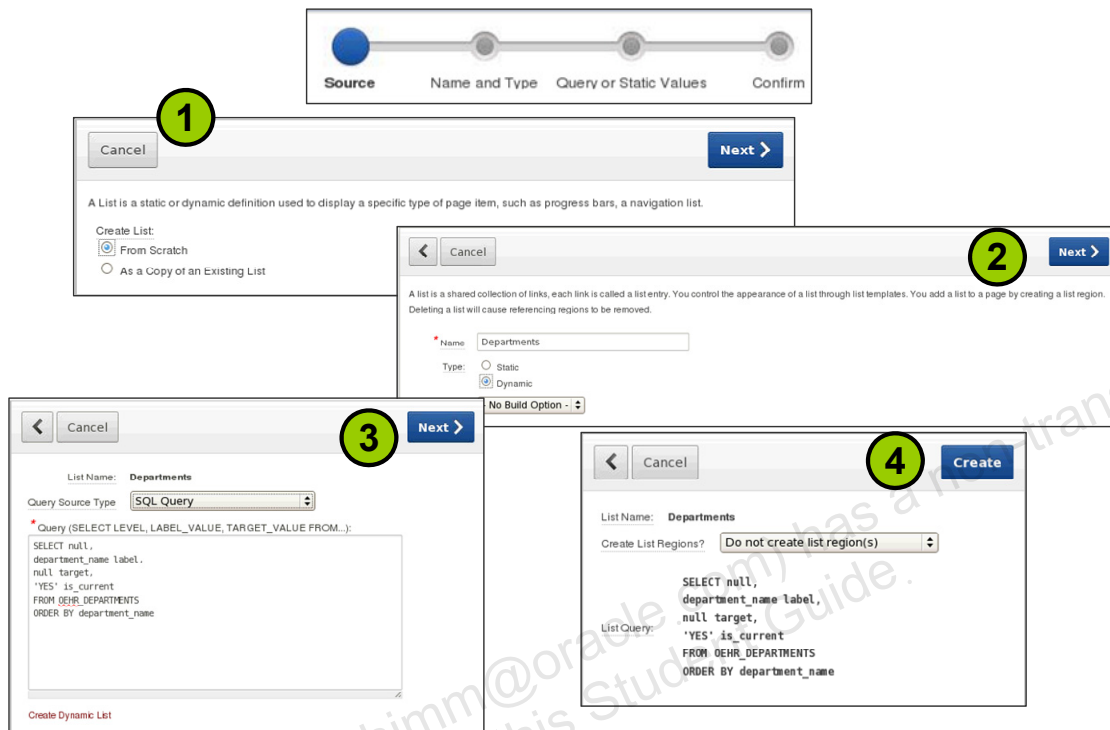 Source Name and Type Query or Static Values Confirm
1
Cancel
Next
A List is a static or dynamic definition used to display a specific type of page item, such as progress bars, a navigation list.
Create List:
From Scratch
As a Copy of an Existing List
2
Cancel
Next
A list is a shared collection of links, each link is called a list entry. You control the appearance of a list through list templates. You add a list to a page by creating a list region.
Deleting a list will cause referencing regions to be removed.
* Name Departments
Type: Static
Dynamic
- No Build Option -
3
Cancel
Next
List Name: Departments
Query Source Type SQL Query
* Query (SELECT LEVEL, LABEL_VALUE, TARGET_VALUE FROM...):
SELECT null,
department_name label,
null target,
'YES' is_current
FROM OEHR_DEPARTMENTS
ORDER BY department_name
Create Dynamic List
4
Cancel
Create
List Name: Departments
Create List Regions? Do not create list region(s)
List Query:
SELECT null,
department_name label,
null target,
'YES' is_current
FROM OEHR_DEPARTMENTS
ORDER BY department_name
oracle com) has a
his Student Guide.